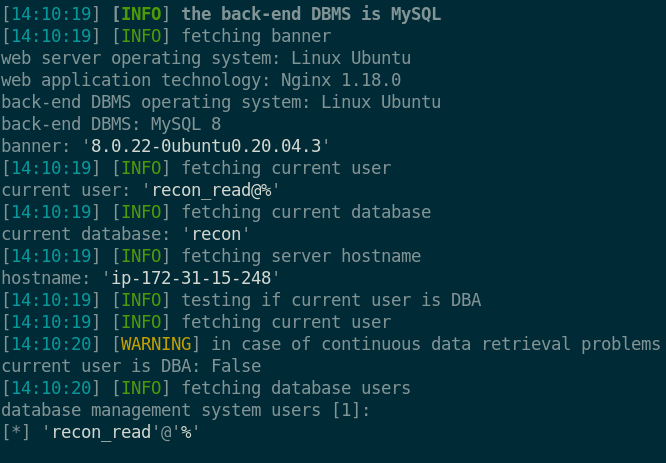 [14:10:19] [INFO] the back-end DBMS is MySQL
[14:10:19] [INFO] fetching banner
web server operating system: Linux Ubuntu
web application technology: Nginx 1.18.0
back-end DBMS operating system: Linux Ubuntu
back-end DBMS: MySQL 8
banner: '8.0.22-0ubuntu0.20.04.3'
[14:10:19] [INFO] fetching current user
current user: 'recon_read@%'
[14:10:19] [INFO] fetching current database
current database: 'recon'
[14:10:19] [INFO] fetching server hostname
hostname: 'ip-172-31-15-248'
[14:10:19] [INFO] testing if current user is DBA
[14:10:19] [INFO] fetching current user
[14:10:20] [WARNING] in case of continuous data retrieval problems
current user is DBA: False
[14:10:20] [INFO] fetching database users
database management system users [1]:
[*] 'recon_read'@'%'